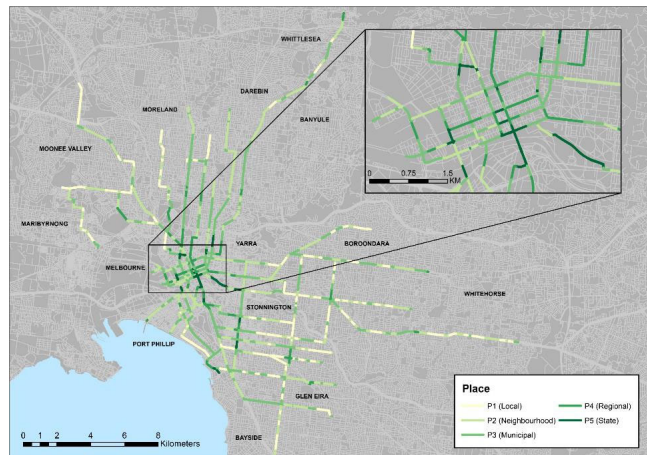 WHITTLESEA
DAREBIN
MORELAND
BANYULE
MOONEE VALLEY
0 0.75 1.5
KM
MARIBYRNONG
YARRA
BOROONDARA
MELBOURNE
WHITEHORSE
STONNINGTON
PORT PHILLIP
GLEN EIRA
BAYSIDE
0 1 2 4 6 8
Kilometers
Place
P1 (Local)
P2 (Neighbourhood)
P3 (Municipal)
P4 (Regional)
P5 (State)